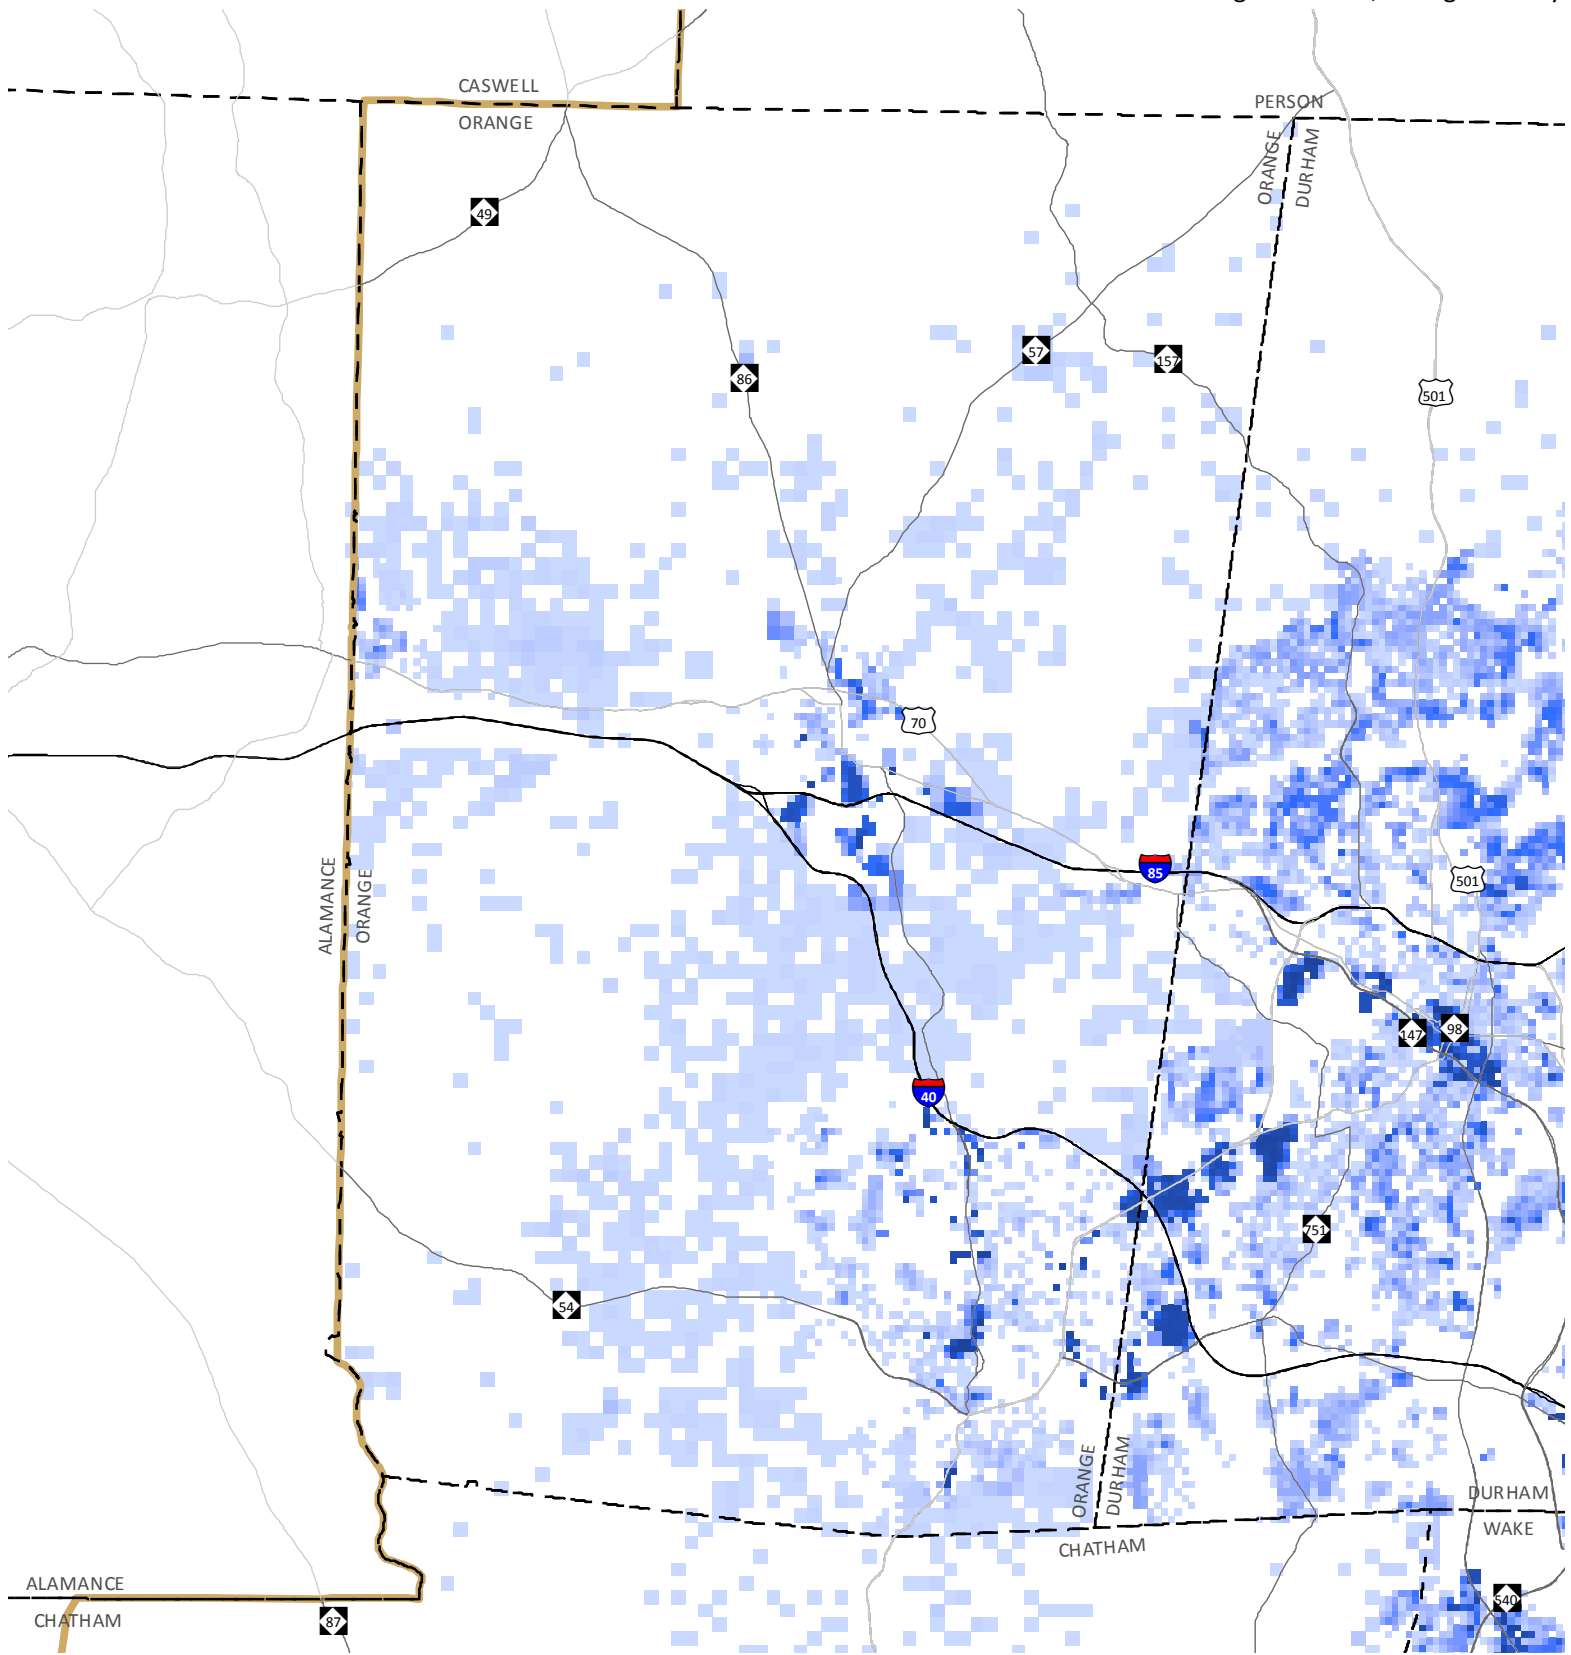 CASWELL
ORANGE
PERSON
ORANGE
DURHAM
49
57
157
86
501
70
85
501
ALAMANCE
ORANGE
147
98
40
751
54
ORANGE
DURHAM
DURHAM
WAKE
CHATHAM
ALAMANCE
CHATHAM
87
540